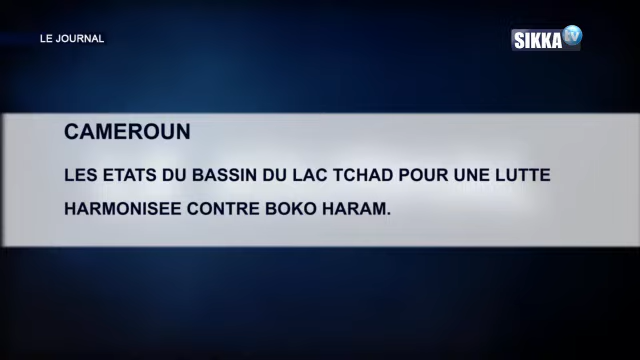 LE JOURNAL
SIKKA tv
CAMEROUN
LES ETATS DU BASSIN DU LAC TCHAD POUR UNE LUTTE
HARMONISEE CONTRE BOKO HARAM.